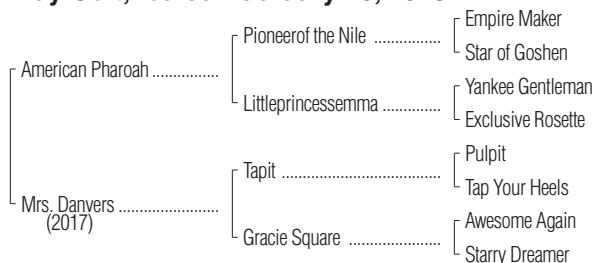 Empire Maker
Pioneerof the Nile ................
Star of Goshen
American Pharoah ................
Yankee Gentleman
Littleprincessemma ..............
Exclusive Rosette
Pulpit
Tapit ......................................
Tap Your Heels
Mrs. Danvers ........................
(2017)
Awesome Again
Gracie Square ......................
Starry Dreamer